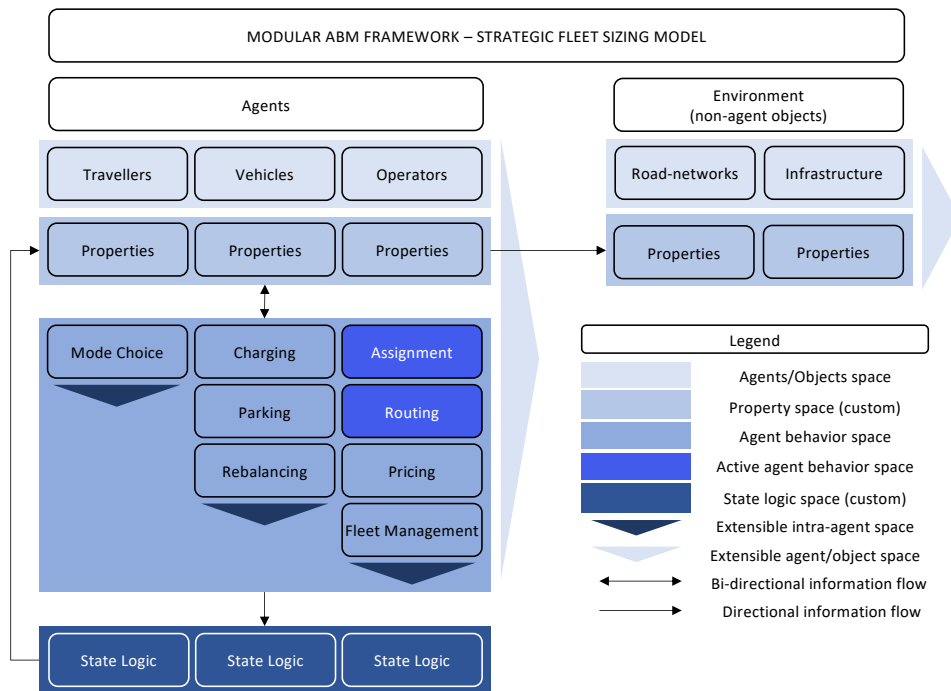 MODULAR ABM FRAMEWORK – STRATEGIC FLEET SIZING MODEL
Agents
Travellers
Vehicles
Operators
Properties
Properties
Properties
Mode Choice
Charging
Assignment
Parking
Routing
Rebalancing
Pricing
Fleet Management
State Logic
State Logic
State Logic
Environment
(non-agent objects)
Road-networks
Infrastructure
Properties
Properties
Legend
Agents/Objects space
Property space (custom)
Agent behavior space
Active agent behavior space
State logic space (custom)
Extensible intra-agent space
Extensible agent/object space
Bi-directional information flow
Directional information flow